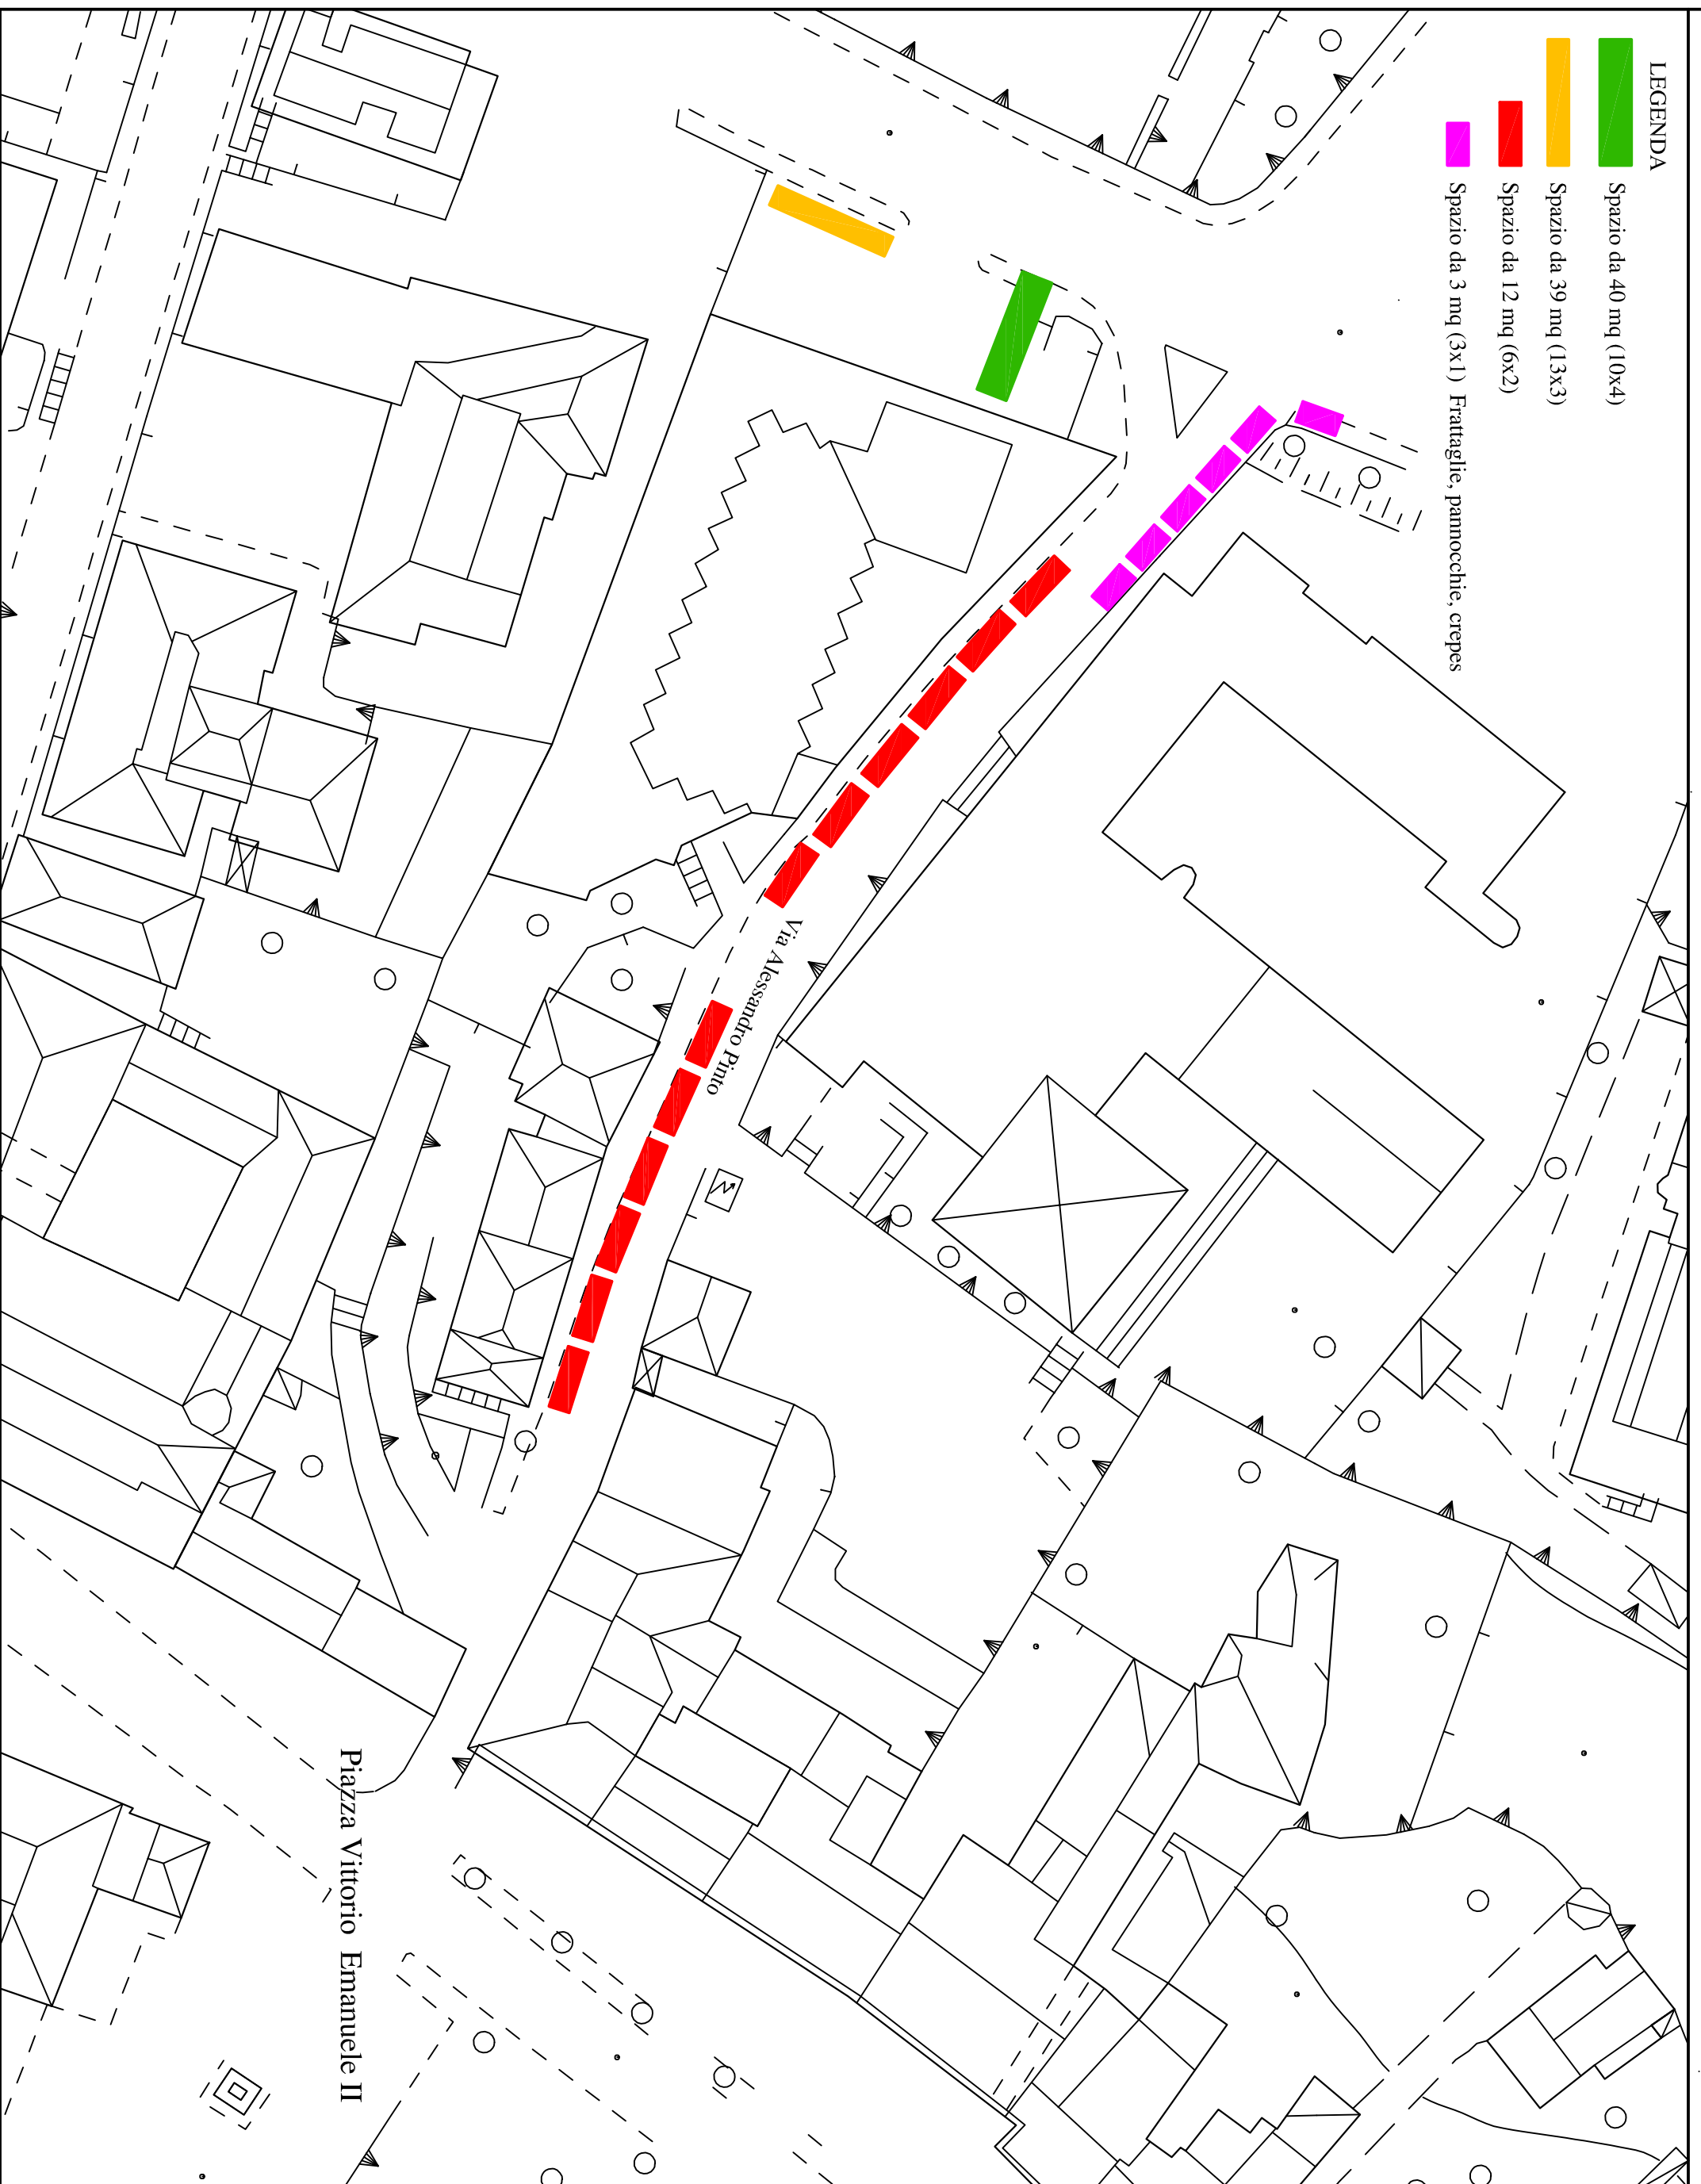 LEGENDA
Spazio da 40 mq (10x4)
Spazio da 39 mq (13x3)
Spazio da 12 mq (6x2)
Spazio da 3 mq (3x1) Frattaglie, pannocchie, crepes
Via Alessandro Pinto
Piazza Vittorio Emanuele II